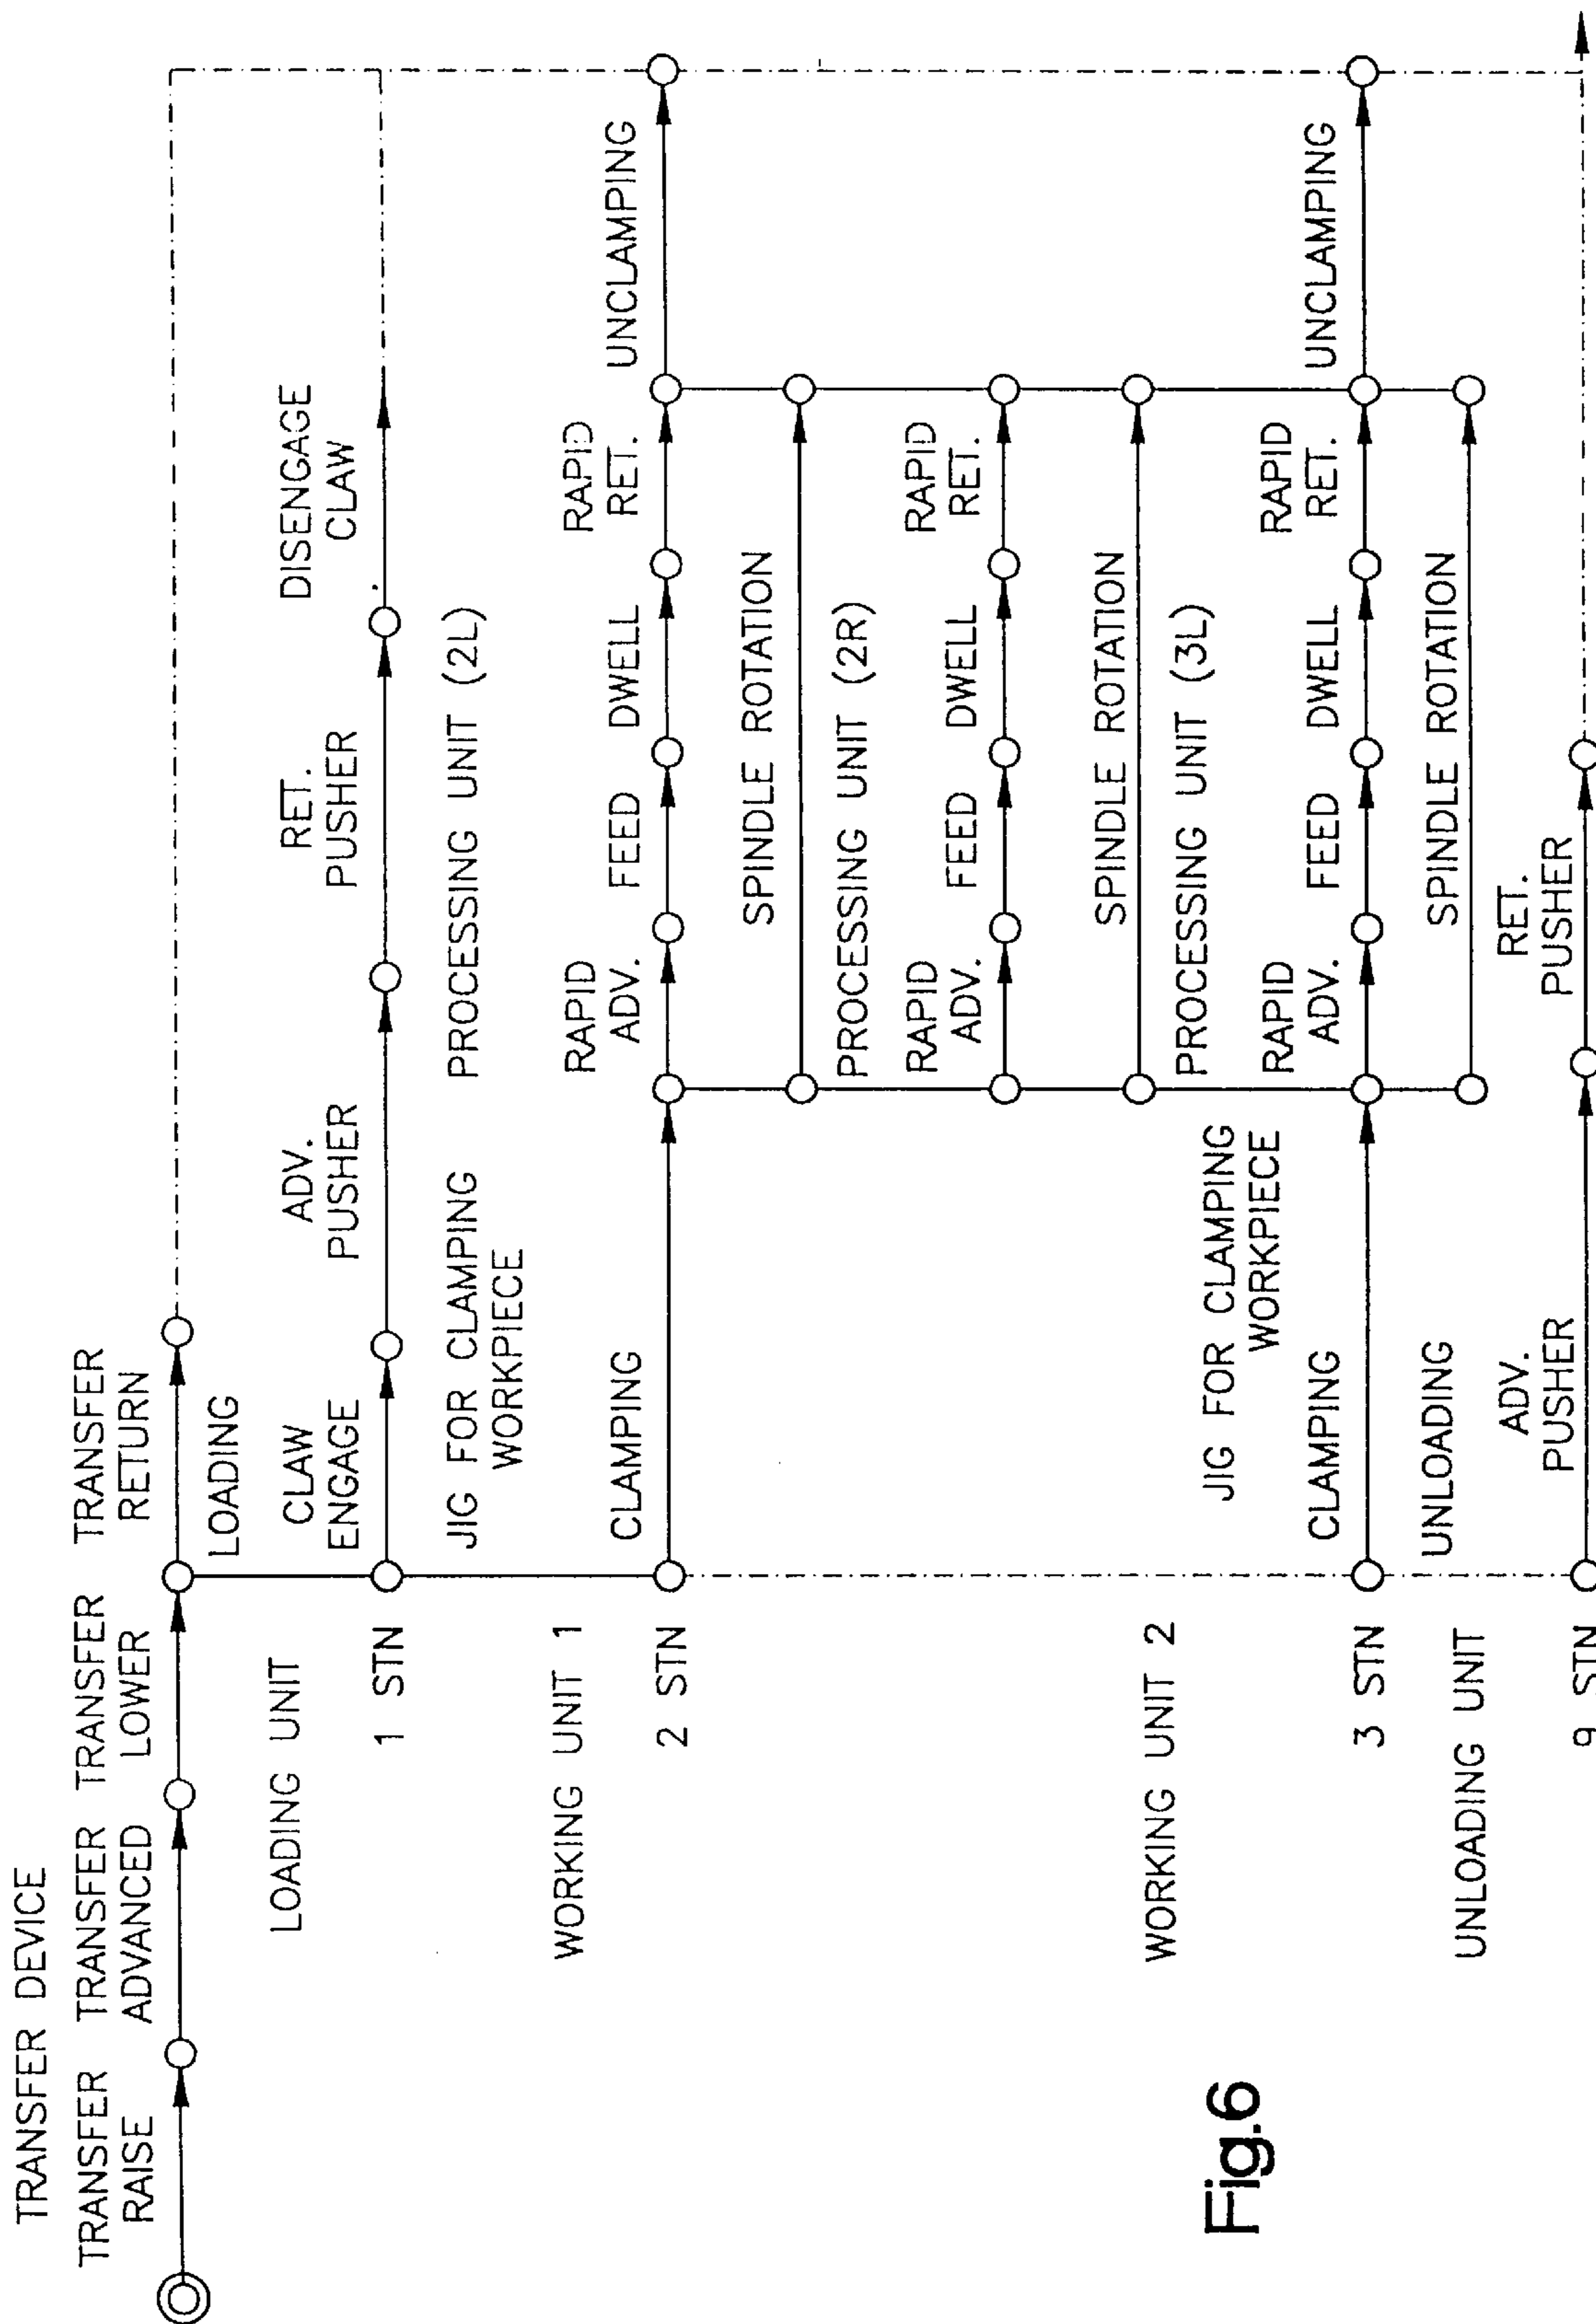 TRANSFER DEVICE
TRANSFER
RAISE
TRANSFER
ADVANCED
TRANSFER
LOWER
TRANSFER
RETURN
LOADING UNIT
LOADING
CLAW
ENGAGE
ADV.
PUSHER
RET.
PUSHER
DISENGAGE
CLAW
1 STN
JIG FOR CLAMPING
WORKPIECE
PROCESSING UNIT (2L)
WORKING UNIT 1
CLAMPING
RAPID
ADV.
FEED
DWELL
RAPID
RET.
UNCLAMPING
2 STN
SPINDLE ROTATION
PROCESSING UNIT (2R)
RAPID
ADV.
FEED
DWELL
RAPID
RET.
SPINDLE ROTATION
PROCESSING UNIT (3L)
WORKING UNIT 2
JIG FOR CLAMPING
WORKPIECE
CLAMPING
RAPID
ADV.
FEED
DWELL
RAPID
RET.
UNCLAMPING
3 STN
SPINDLE ROTATION
UNLOADING UNIT
UNLOADING
ADV.
PUSHER
RET.
PUSHER
9 STN
Fig.6